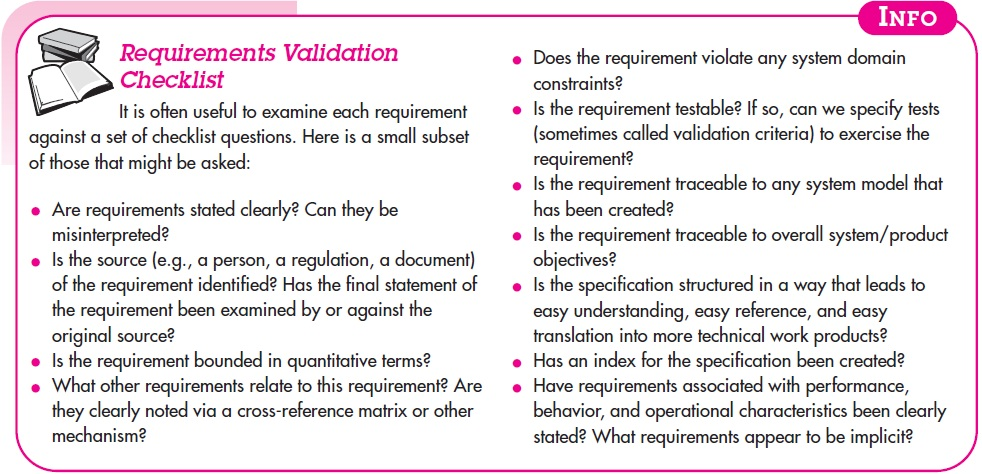 INFO
Requirements Validation
Checklist
It is often useful to examine each requirement
against a set of checklist questions. Here is a small subset
of those that might be asked:
• Are requirements stated clearly? Can they be
misinterpreted?
• Is the source (e.g., a person, a regulation, a document)
of the requirement identified? Has the final statement of
the requirement been examined by or against the
original source?
• Is the requirement bounded in quantitative terms?
• What other requirements relate to this requirement? Are
they clearly noted via a cross-reference matrix or other
mechanism?
• Does the requirement violate any system domain
constraints?
• Is the requirement testable? If so, can we specify tests
(sometimes called validation criteria) to exercise the
requirement?
• Is the requirement traceable to any system model that
has been created?
• Is the requirement traceable to overall system/product
objectives?
• Is the specification structured in a way that leads to
easy understanding, easy reference, and easy
translation into more technical work products?
• Has an index for the specification been created?
• Have requirements associated with performance,
behavior, and operational characteristics been clearly
stated? What requirements appear to be implicit?